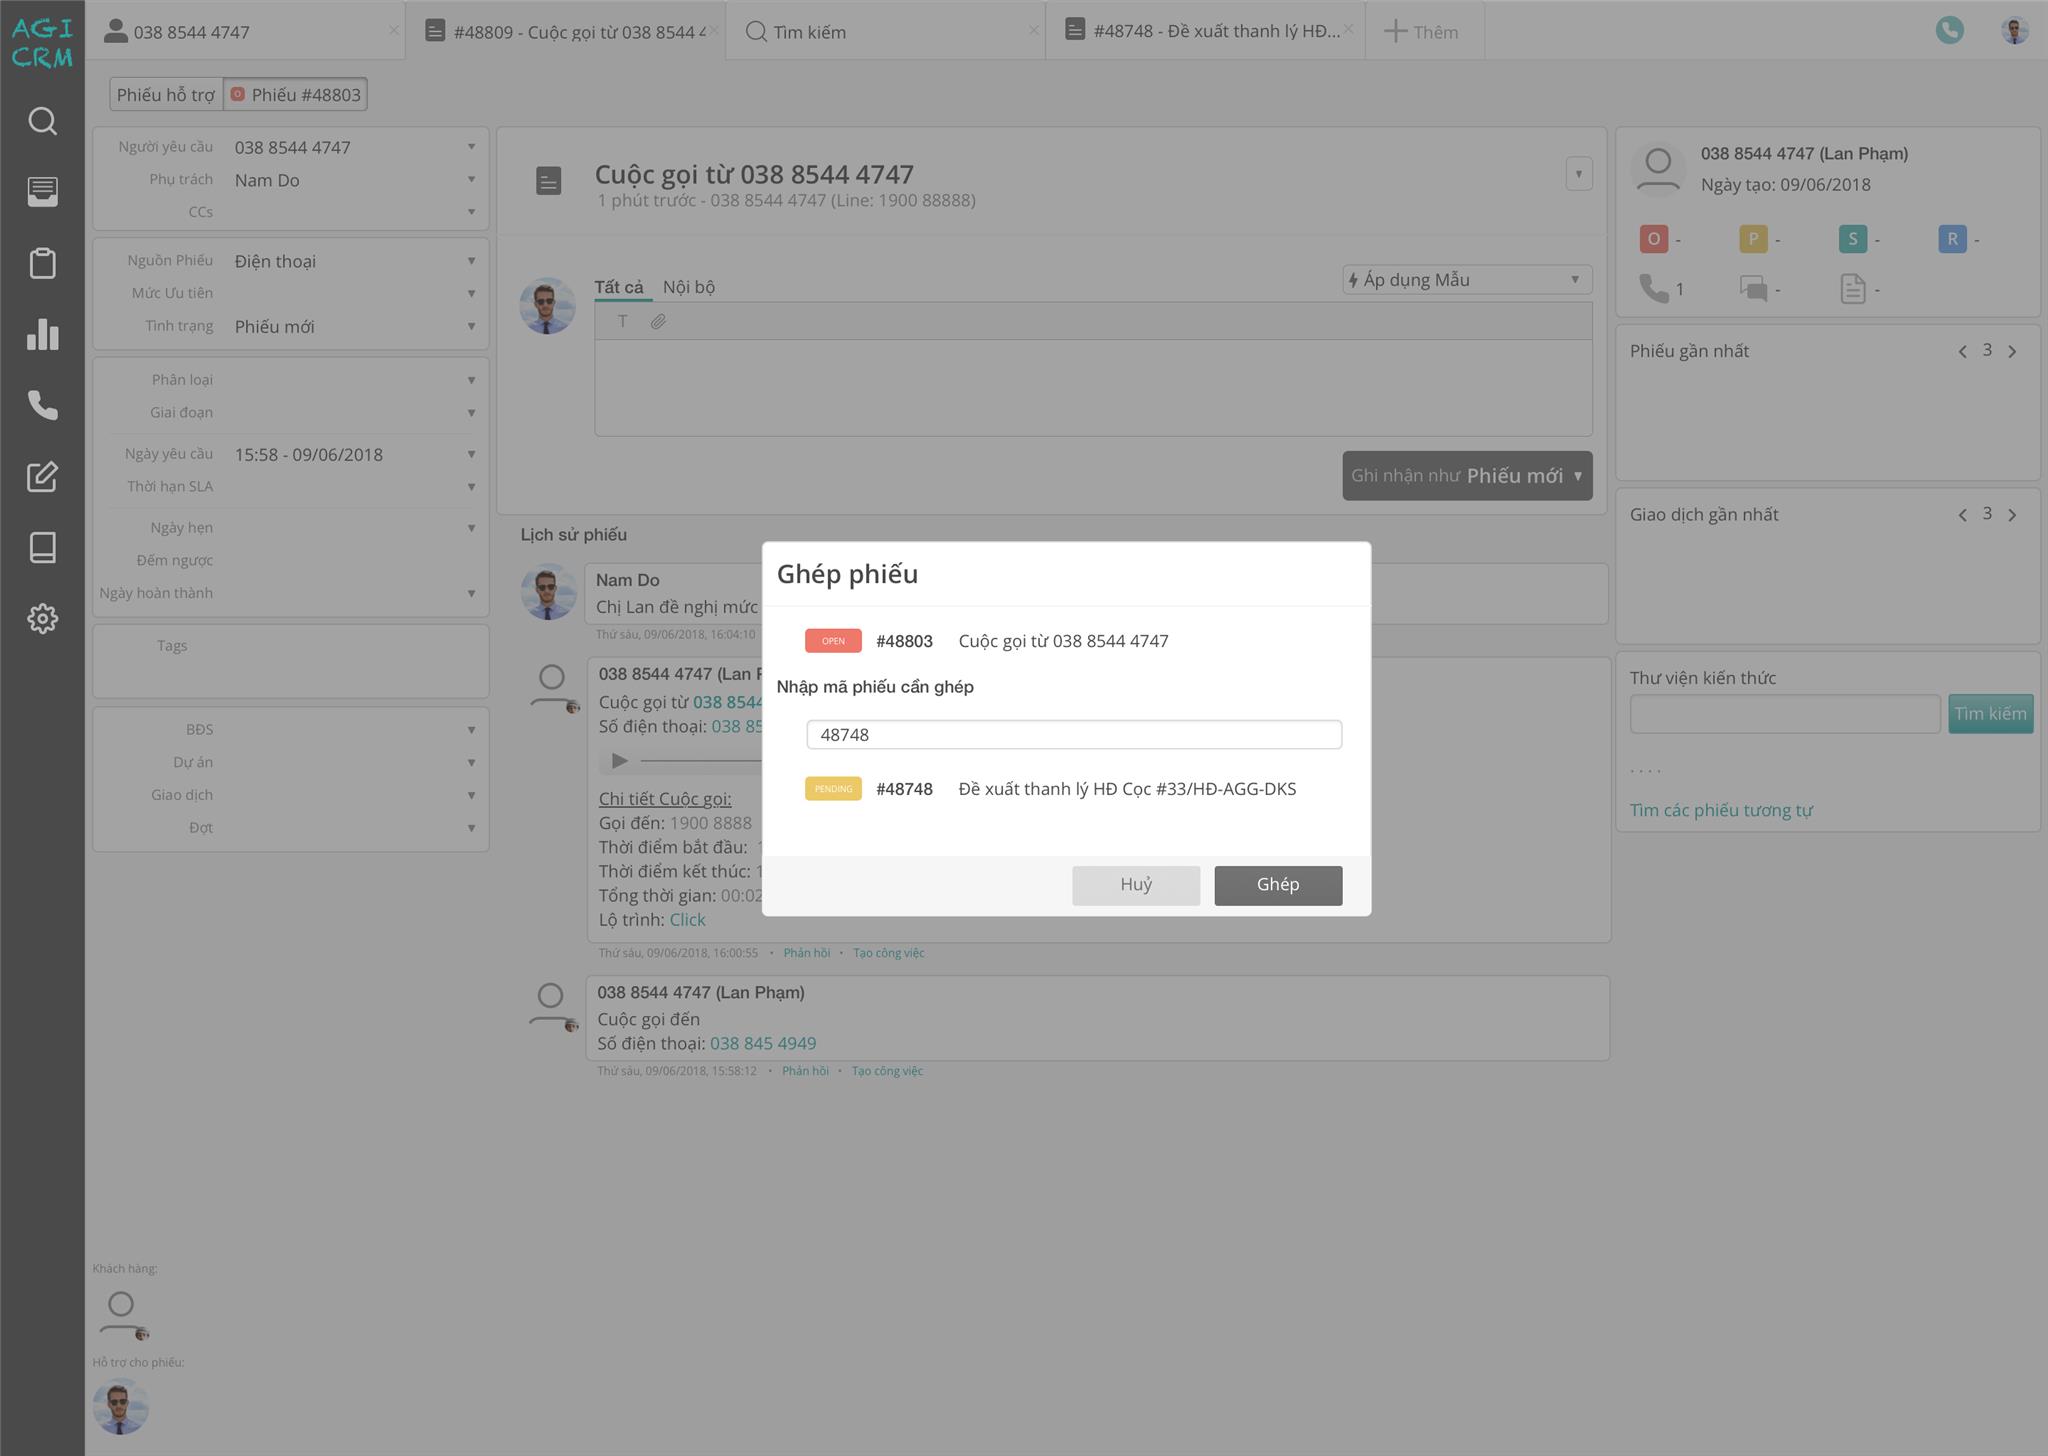 AGI
CRM
038 8544 4747
#48809 - Cuộc gọi từ 038 8544 4
Tìm kiếm
#48748 - Đề xuất thanh lý HĐ...
Thêm
Phiếu hỗ trợ
O Phiếu #48803
Người yêu cầu 038 8544 4747
Phụ trách Nam Do
CCs
Nguồn Phiếu Điện thoại
Mức Ưu tiên
Tình trạng Phiếu mới
Phân loại
Giai đoạn
Ngày yêu cầu 15:58 - 09/06/2018
Thời hạn SLA
Ngày hẹn
Đếm ngược
Ngày hoàn thành
Tags
BĐS
Dự án
Giao dịch
Đợt
Khách hàng:
Hỗ trợ cho phiếu:
Cuộc gọi từ 038 8544 4747
1 phút trước - 038 8544 4747 (Line: 1900 88888)
Tất cả Nội bộ
Áp dụng Mẫu
T
Ghi nhận như Phiếu mới
Lịch sử phiếu
Nam Do
Chị Lan đề nghị mức
Thứ sáu, 09/06/2018, 16:04:10
038 8544 4747 (Lan
Cuộc gọi từ 038 8544
Số điện thoại: 038 85
Chi tiết Cuộc gọi:
Gọi đến: 1900 8888
Thời điểm bắt đầu:
Thời điểm kết thúc: 1
Tổng thời gian: 00:02
Lộ trình: Click
Thứ sáu, 09/06/2018, 16:00:55 • Phản hồi • Tạo công việc
038 8544 4747 (Lan Phạm)
Cuộc gọi đến
Số điện thoại: 038 845 4949
Thứ sáu, 09/06/2018, 15:58:12 • Phản hồi • Tạo công việc
Ghép phiếu
OPEN #48803 Cuộc gọi từ 038 8544 4747
Nhập mã phiếu cần ghép
48748
PENDING #48748 Đề xuất thanh lý HĐ Cọc #33/HĐ-AGG-DKS
Huỷ
Ghép
038 8544 4747 (Lan Phạm)
Ngày tạo: 09/06/2018
O - P - S - R -
1 - -
Phiếu gần nhất 3
Giao dịch gần nhất 3
Thư viện kiến thức
Tìm kiếm
. . . .
Tìm các phiếu tương tự